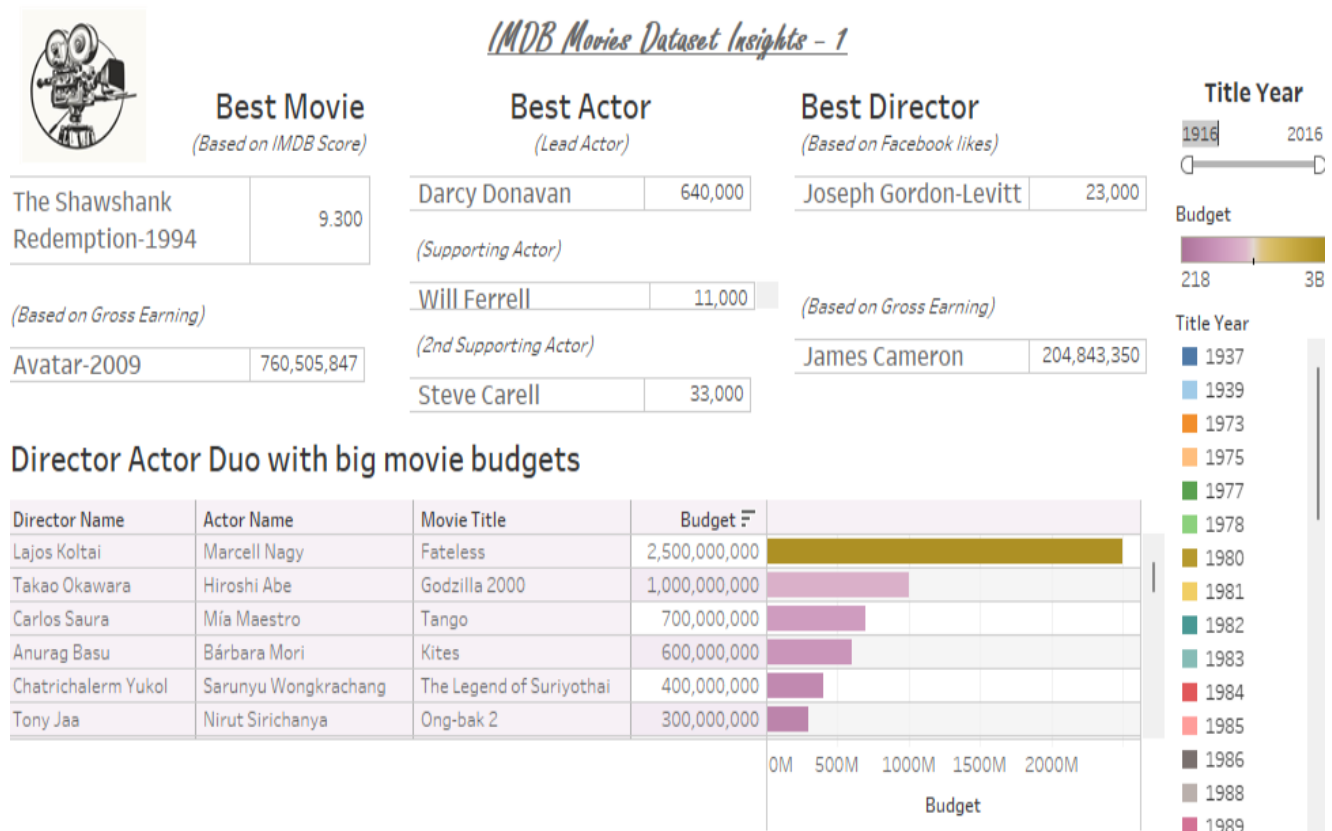 IMDB Movies Dataset Insights - 1
Best Movie
(Based on IMDB Score)
The Shawshank
Redemption-1994
9.300
(Based on Gross Earning)
Avatar-2009 760,505,847
Best Actor
(Lead Actor)
Darcy Donavan 640,000
(Supporting Actor)
Will Ferrell 11,000
(2nd Supporting Actor)
Steve Carell 33,000
Best Director
(Based on Facebook likes)
Joseph Gordon-Levitt 23,000
(Based on Gross Earning)
James Cameron 204,843,350
Title Year
1916 2016
Budget
218 3B
Title Year
1937
1939
1973
1975
1977
1978
1980
1981
1982
1983
1984
1985
1986
1988
1989
Director Actor Duo with big movie budgets
Director Name Actor Name Movie Title Budget
Lajos Koltai Marcell Nagy Fateless 2,500,000,000
Takao Okawara Hiroshi Abe Godzilla 2000 1,000,000,000
Carlos Saura Mía Maestro Tango 700,000,000
Anurag Basu Bárbara Mori Kites 600,000,000
Chatrichalerm Yukol Sarunyu Wongkrachang The Legend of Suriyothai 400,000,000
Tony Jaa Nirut Sirichanya Ong-bak 2 300,000,000
0M 500M 1000M 1500M 2000M
Budget